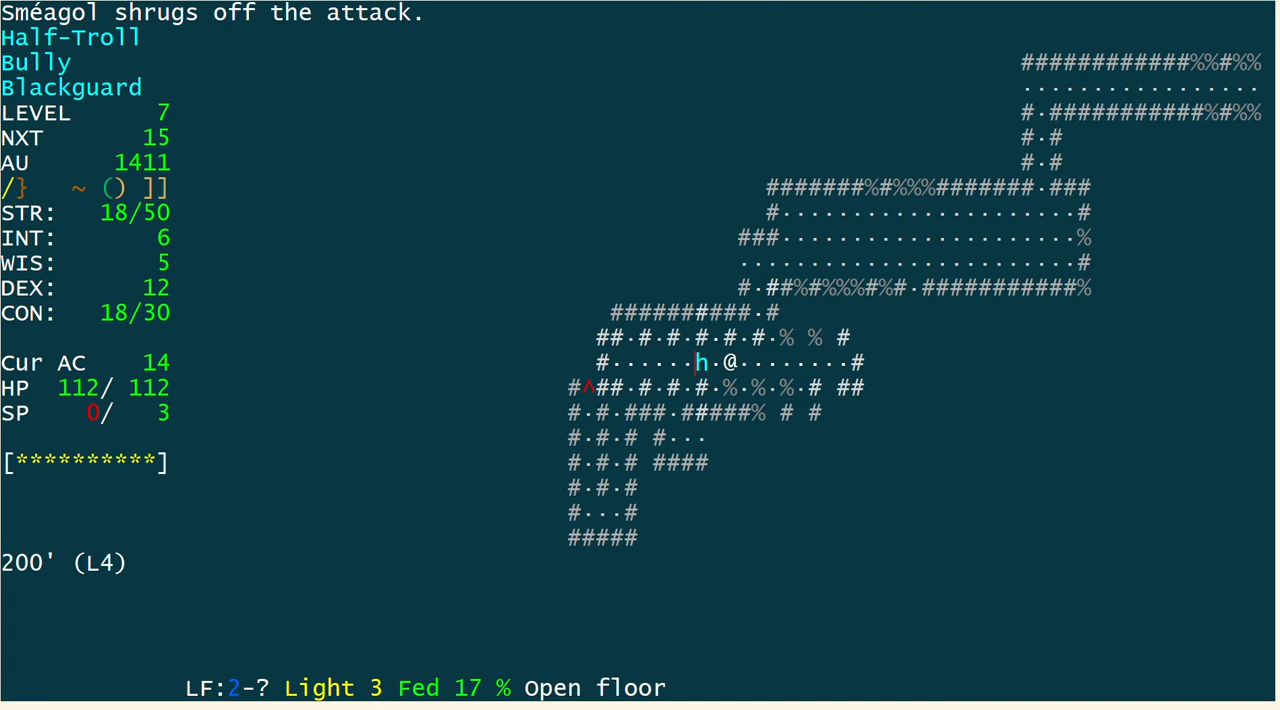 Sméagol shrugs off the attack.
Half-Troll
Bully
Blackguard
LEVEL 7
NXT 15
AU 1411
/} ~ () ]]
STR: 18/50
INT: 6
WIS: 5
DEX: 12
CON: 18/30
Cur AC 14
HP 112/ 112
SP 0/ 3
[**********]
200' (L4)
############%%#%%
.................
#.###########%#%%
#.#
#.#
#######%#%%%#######.###
#.....................#
###.....................%
........................#
#.##%#%%%#%#.###########%
##########.#
##.#.#.#.#.#.% % #
#......h.@........#
#^##.#.#.#.%.%.%.# ##
#.#.###.#####% # #
#.#.# #...
#.#.# ####
#.#.#
#...#
#####
LF:2-? Light 3 Fed 17 % Open floor